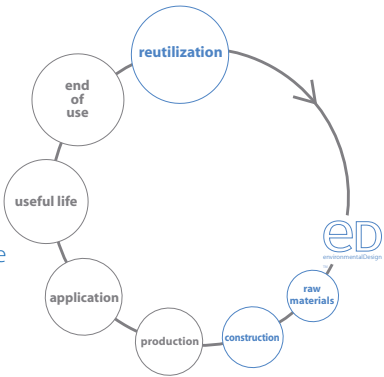 reutilization
end
of
use
useful life
e
eD
environmentalDesign
application
raw
materials
production
construction